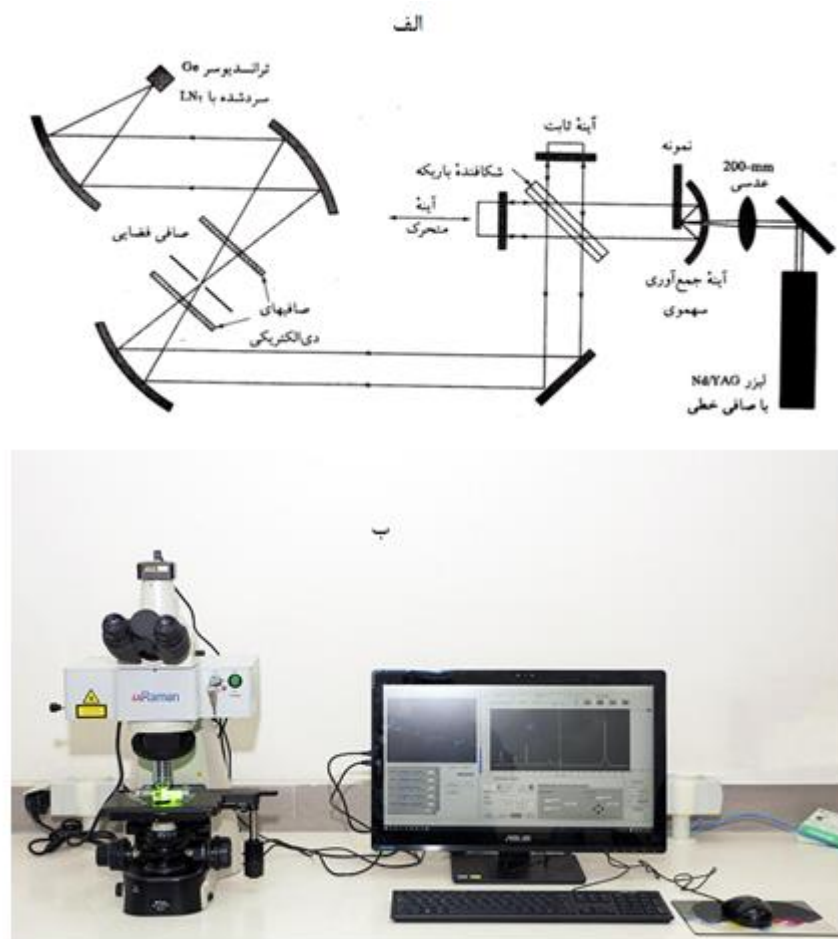 الف
ترانسدیوسر Ge
سردشده با LN₂
آینهٔ ثابت
شکافندهٔ باریکه
نمونه
200-mm
عدسی
آینهٔ
متحرک
صافی فضایی
صافیهای
دی‌الکتریکی
آینهٔ جمع‌آوری
سهموی
لیزر Nd/YAG
با صافی خطی
ب
μRaman
ASUS